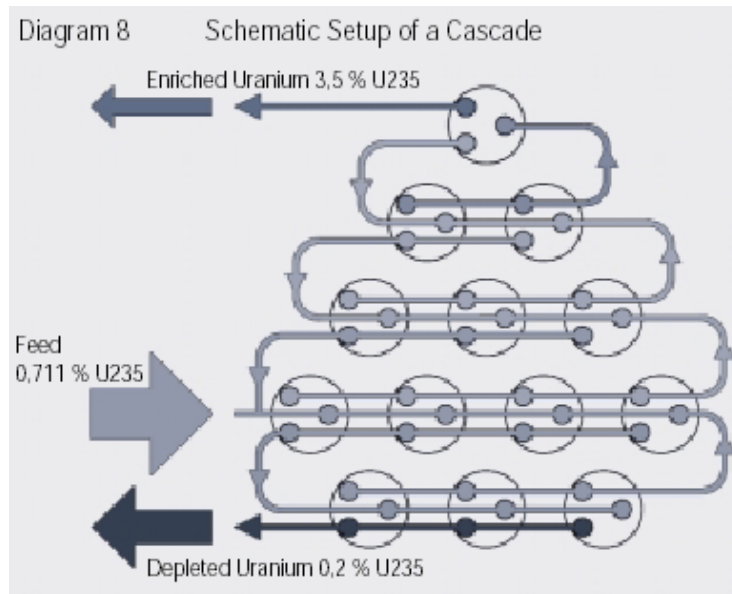 Diagram 8 Schematic Setup of a Cascade
Enriched Uranium 3,5 % U235
Feed
0,711 % U235
Depleted Uranium 0,2 % U235